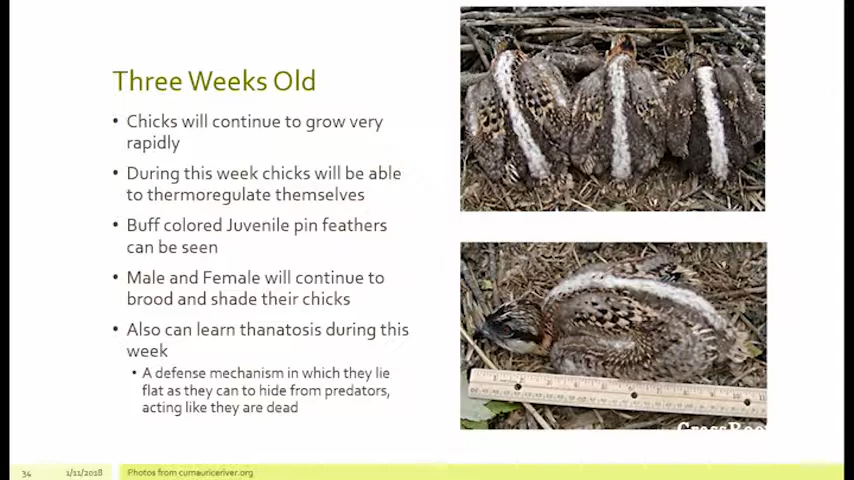 Three Weeks Old
• Chicks will continue to grow very
rapidly
• During this week chicks will be able
to thermoregulate themselves
• Buff colored Juvenile pin feathers
can be seen
• Male and Female will continue to
brood and shade their chicks
• Also can learn thanatosis during this
week
• A defense mechanism in which they lie
flat as they can to hide from predators,
acting like they are dead
34
1/11/2018
Photos from cumauriceriver.org